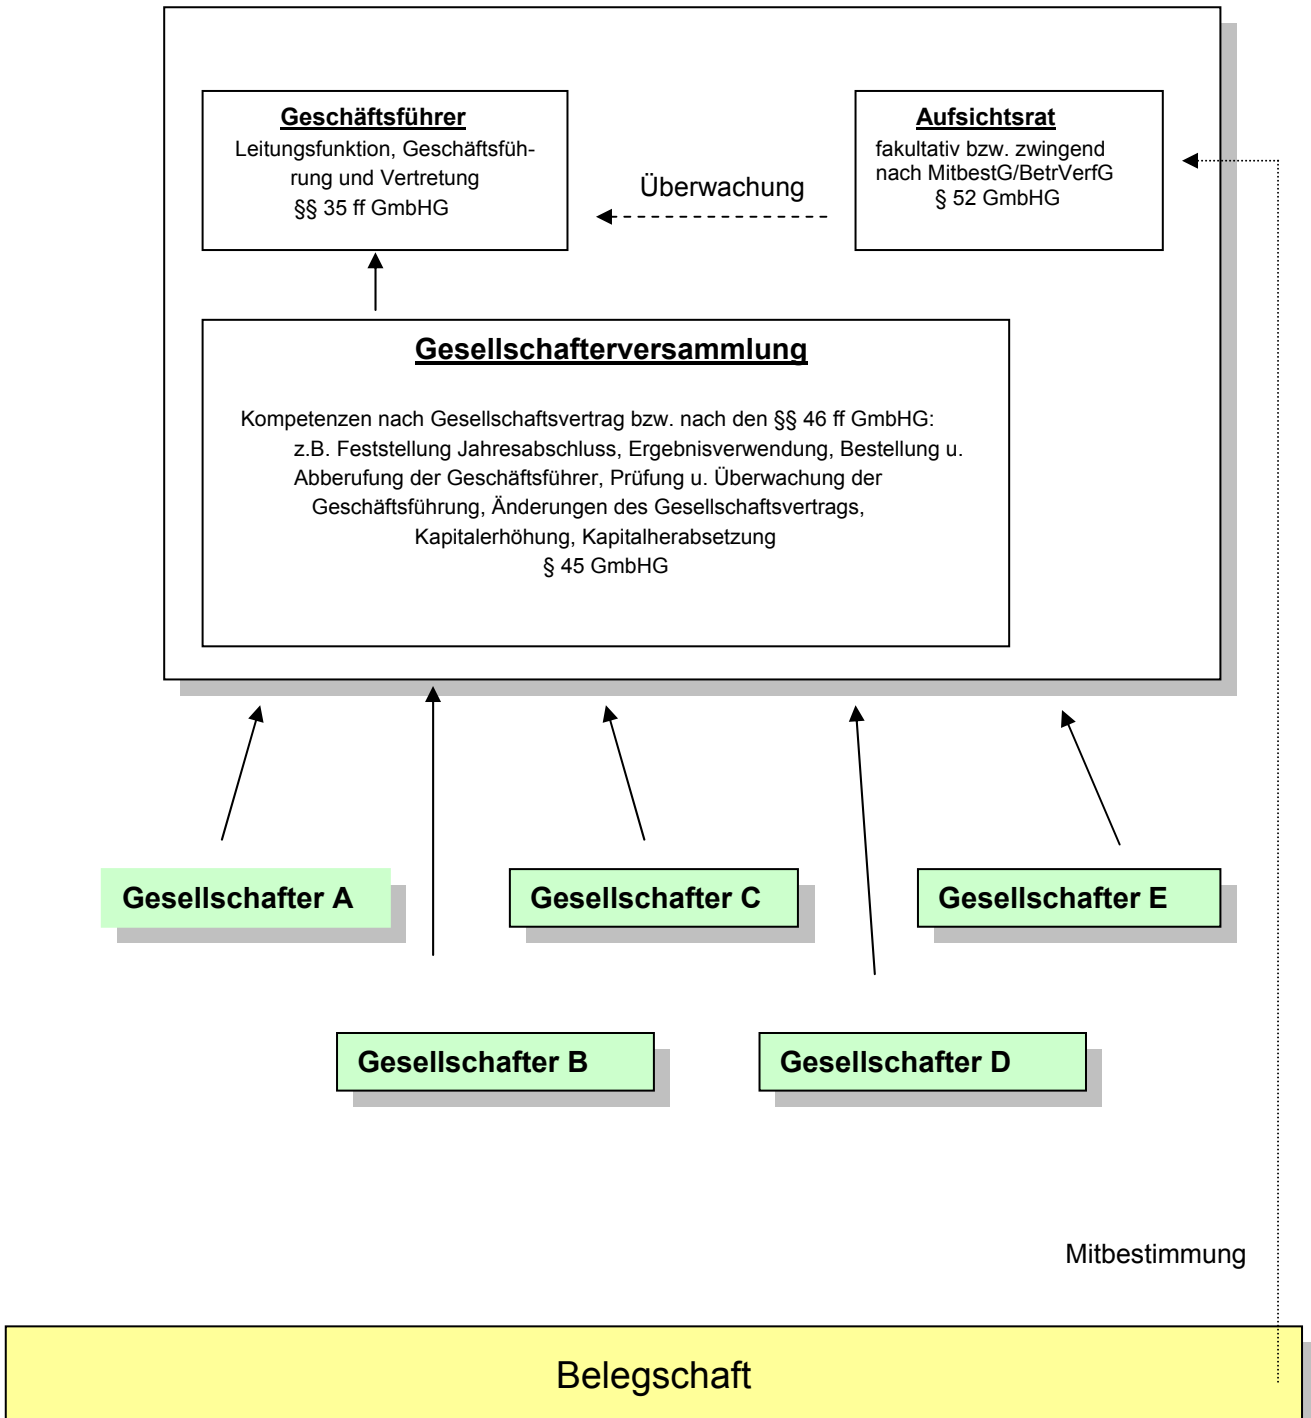 Geschäftsführer
Leitungsfunktion, Geschäftsfüh-
rung und Vertretung
§§ 35 ff GmbHG
Überwachung
Aufsichtsrat
fakultativ bzw. zwingend
nach MitbestG/BetrVerfG
§ 52 GmbHG
Gesellschafterversammlung
Kompetenzen nach Gesellschaftsvertrag bzw. nach den §§ 46 ff GmbHG:
z.B. Feststellung Jahresabschluss, Ergebnisverwendung, Bestellung u.
Abberufung der Geschäftsführer, Prüfung u. Überwachung der
Geschäftsführung, Änderungen des Gesellschaftsvertrags,
Kapitalerhöhung, Kapitalherabsetzung
§ 45 GmbHG
Gesellschafter A
Gesellschafter C
Gesellschafter E
Gesellschafter B
Gesellschafter D
Mitbestimmung
Belegschaft